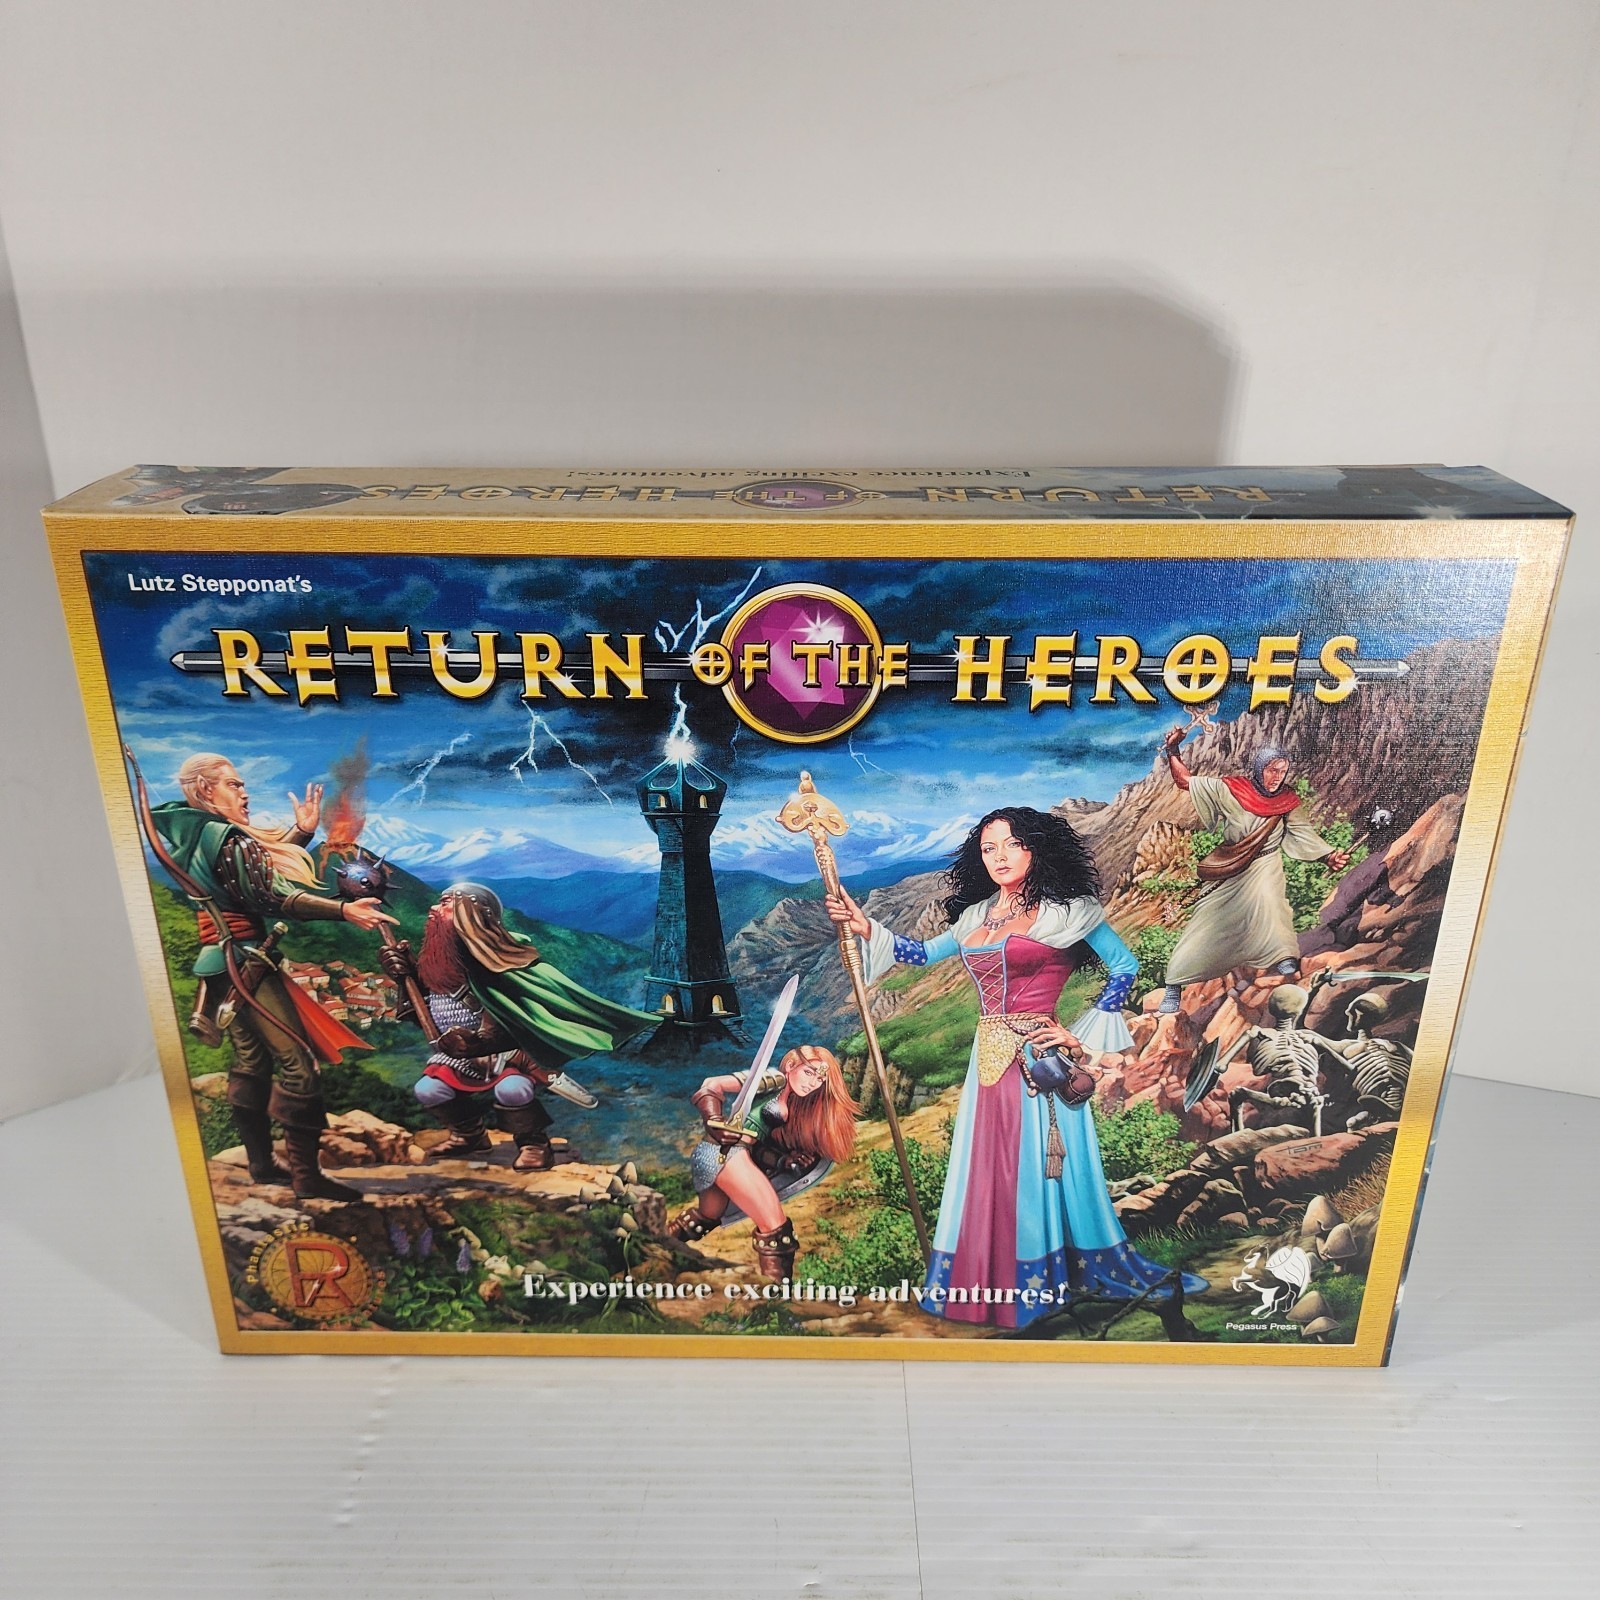 Experience exciting adventures!
RETURN OF THE HEROES
Lutz Stepponat's
RETURN OF THE HEROES
Experience exciting adventures!
Pegasus Press